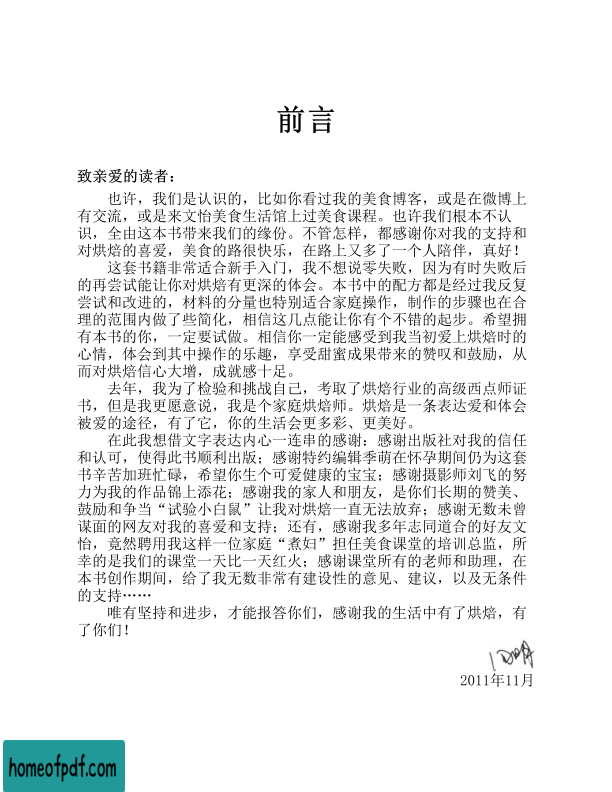 前言
致亲爱的读者：
也许，我们是认识的，比如你看过我的美食博客，或是在微博上
有交流，或是来文怡美食生活馆上过美食课程。也许我们根本不认
识，全由这本书带来我们的缘份。不管怎样，都感谢你对我的支持和
对烘焙的喜爱，美食的路很快乐，在路上又多了一个人陪伴，真好！
这套书籍非常适合新手入门，我不想说零失败，因为有时失败后
的再尝试能让你对烘焙有更深的体会。本书中的配方都是经过我反复
尝试和改进的，材料的分量也特别适合家庭操作，制作的步骤也在合
理的范围内做了些简化，相信这几点能让你有个不错的起步。希望拥
有本书的你，一定要试做。相信你一定能感受到我当初爱上烘焙时的
心情，体会到其中操作的乐趣，享受甜蜜成果带来的赞叹和鼓励，从
而对烘焙信心大增，成就感十足。
去年，我为了检验和挑战自己，考取了烘焙行业的高级西点师证
书，但是我更愿意说，我是个家庭烘焙师。烘焙是一条表达爱和体会
被爱的途径，有了它，你的生活会更多彩、更美好。
在此我想借文字表达内心一连串的感谢：感谢出版社对我的信任
和认可，使得此书顺利出版；感谢特约编辑季萌在怀孕期间仍为这套
书辛苦加班忙碌，希望你生个可爱健康的宝宝；感谢摄影师刘飞的努
力为我的作品锦上添花；感谢我的家人和朋友，是你们长期的赞美、
鼓励和争当“试验小白鼠”让我对烘焙一直无法放弃；感谢无数未曾
谋面的网友对我的喜爱和支持；还有，感谢我多年志同道合的好友文
怡，竟然聘用我这样一位家庭“煮妇”担任美食课堂的培训总监，所
幸的是我们的课堂一天比一天红火；感谢课堂所有的老师和助理，在
本书创作期间，给了我无数非常有建设性的意见、建议，以及无条件
的支持……
唯有坚持和进步，才能报答你们，感谢我的生活中有了烘焙，有
了你们！
2011年11月
homeofpdf.com